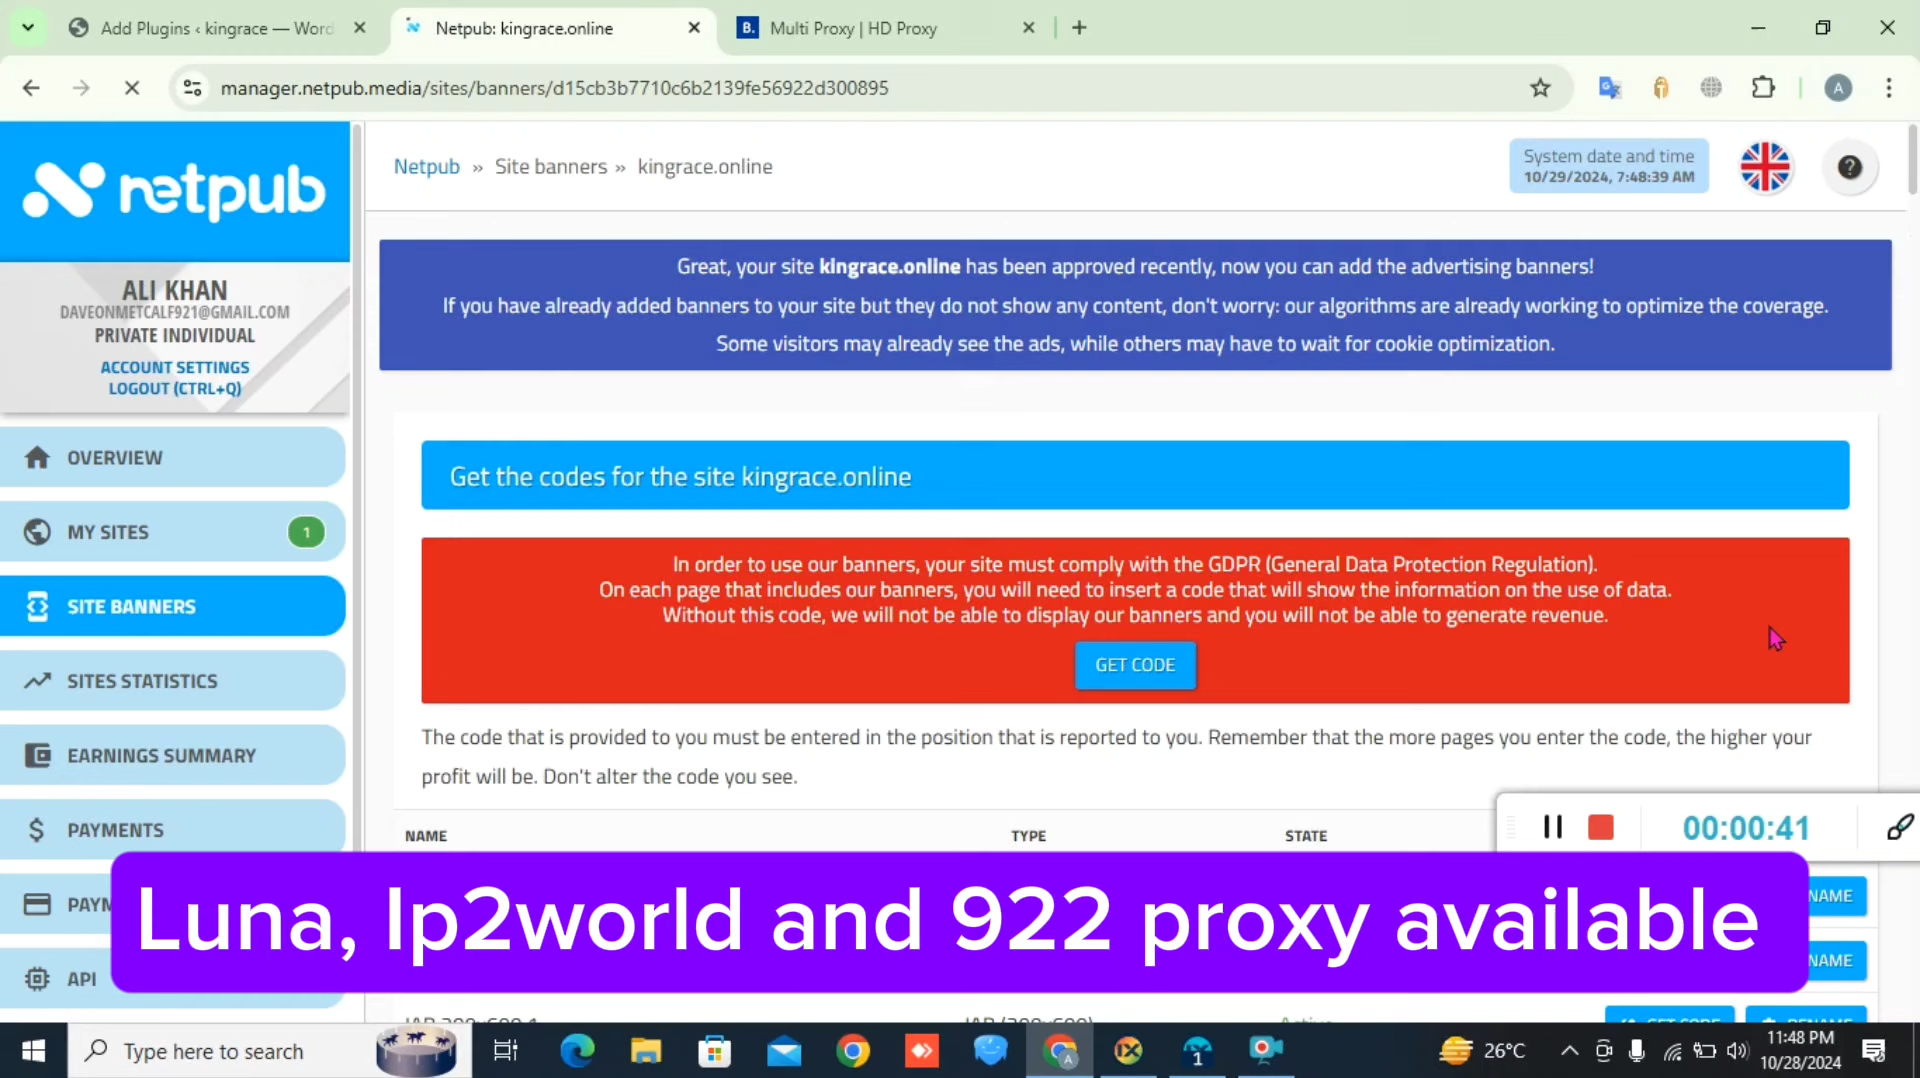 Add Plugins ‹ kingrace — Word
Netpub: kingrace.online
B. Multi Proxy | HD Proxy
manager.netpub.media/sites/banners/d15cb3b7710c6b2139fe56922d300895
A
netpub
Netpub » Site banners » kingrace.online
System date and time
10/29/2024, 7:48:39 AM
?
ALI KHAN
DAVEONMETCALF921@GMAIL.COM
PRIVATE INDIVIDUAL
ACCOUNT SETTINGS
LOGOUT (CTRL+Q)
Great, your site kingrace.online has been approved recently, now you can add the advertising banners!
If you have already added banners to your site but they do not show any content, don't worry: our algorithms are already working to optimize the coverage.
Some visitors may already see the ads, while others may have to wait for cookie optimization.
OVERVIEW
MY SITES 1
SITE BANNERS
SITES STATISTICS
EARNINGS SUMMARY
$ PAYMENTS
PAYM
API
Get the codes for the site kingrace.online
In order to use our banners, your site must comply with the GDPR (General Data Protection Regulation).
On each page that includes our banners, you will need to insert a code that will show the information on the use of data.
Without this code, we will not be able to display our banners and you will not be able to generate revenue.
GET CODE
The code that is provided to you must be entered in the position that is reported to you. Remember that the more pages you enter the code, the higher your
profit will be. Don't alter the code you see.
NAME TYPE STATE
00:00:41
NAME
Luna, Ip2world and 922 proxy available
NAME
IAB 300x600 1 IAB (300x600) Active GET CODE RENAME
Type here to search
A
1
26°C
11:48 PM
10/28/2024